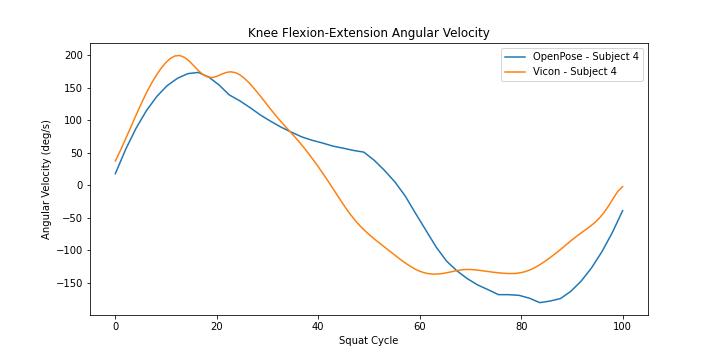 Knee Flexion-Extension Angular Velocity
OpenPose - Subject 4
Vicon - Subject 4
Angular Velocity (deg/s)
200
150
100
50
0
−50
−100
−150
0 20 40 60 80 100
Squat Cycle